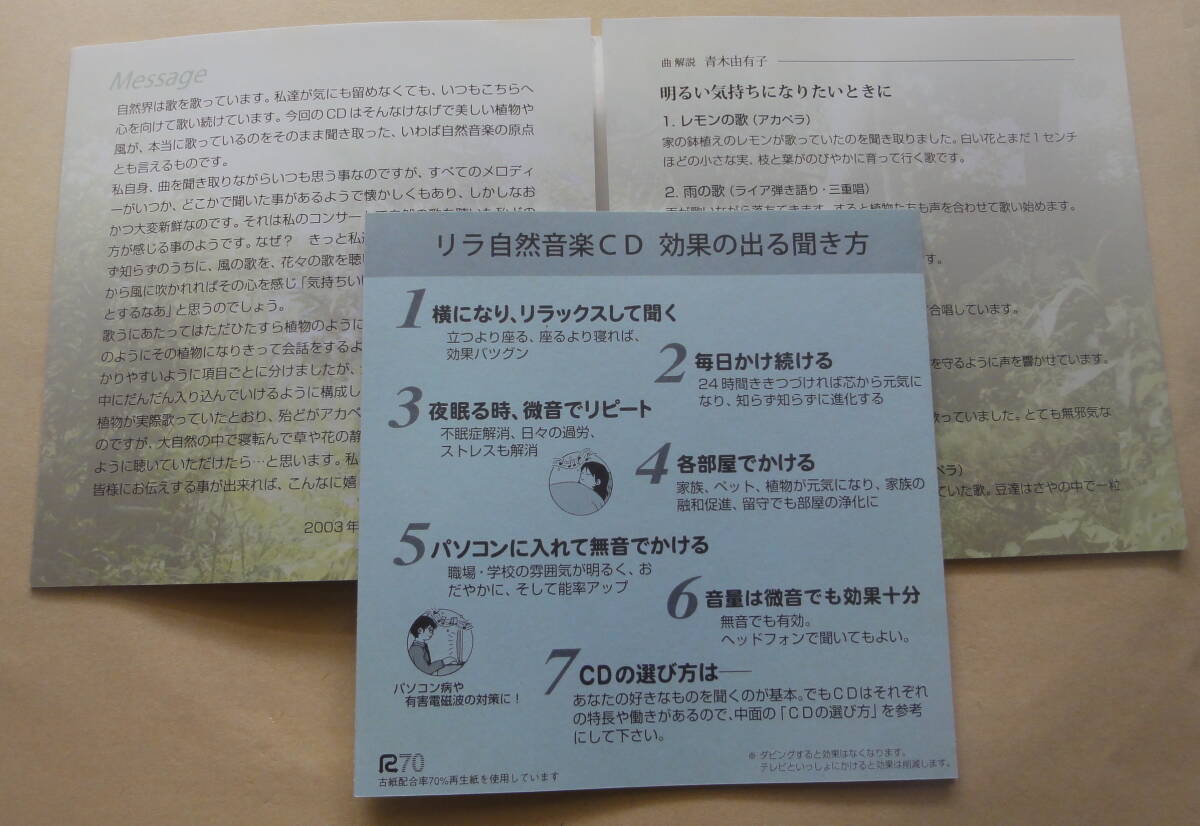 Message
自然界は歌を歌っています。私達が気にも留めなくても、いつもこちらへ
心を向けて歌い続けています。今回のCDはそんなけなげで美しい植物や
風が、本当に歌っているのをそのまま聞き取った、いわば自然音楽の原点
とも言えるものです。
私自身、曲を聞き取りながらいつも思う事なのですが、すべてのメロディ
ーがいつか、どこかで聞いた事があるようで懐かしくもあり、しかしなお
かつ大変新鮮なのです。それは私のコンサート
方が感じる事のようです。なぜ? きっと私達
ず知らずのうちに、風の歌を、花々の歌を聴
から風に吹かれればその心を感じ「気持ちい
とするなあ」と思うのでしょう。
歌うにあたってはただひたすら植物のように
のようにその植物になりきって会話をするよ
かりやすいように項目ごとに分けましたが、
中にだんだん入り込んでいけるように構成し
植物が実際歌っていたとおり、殆どがアカペ
のですが、大自然の中で寝転んで草や花の静
ように聴いていただけたら…と思います。私
皆様にお伝えする事が出来れば、こんなに嬉
2003年
曲解説 青木由有子
明るい気持ちになりたいときに
1. レモンの歌(アカペラ)
家の鉢植えのレモンが歌っていたのを聞き取りました。白い花とまだ1センチ
ほどの小さな実、枝と葉がのびやかに育って行く歌です。
2. 雨の歌(ライア弾き語り・三重唱)
雨が歌いながら落ちてきます。すると植物たちも声を合わせて歌い始めます。
す。
合唱しています。
を守るように声を響かせています。
歌っていました。とても無邪気な
ペラ)
ていた歌。豆達はさやの中で一粒
リラ自然音楽CD 効果の出る聞き方
1 横になり、リラックスして聞く
立つより座る、座るより寝れば、
効果バツグン
2 毎日かけ続ける
24時間ききつづければ芯から元気に
なり、知らず知らずに進化する
3 夜眠る時、微音でリピート
不眠症解消、日々の過労、
ストレスも解消
4 各部屋でかける
家族、ペット、植物が元気になり、家族の
融和促進、留守でも部屋の浄化に
5 パソコンに入れて無音でかける
職場・学校の雰囲気が明るく、お
だやかに、そして能率アップ
6 音量は微音でも効果十分
無音でも有効。
ヘッドフォンで聞いてもよい。
パソコン病や
有害電磁波の対策に!
7 CDの選び方は──
あなたの好きなものを聞くのが基本。でもCDはそれぞれ
の特長や働きがあるので、中面の「CDの選び方」を参考
にして下さい。
※ ダビングすると効果はなくなります。
テレビといっしょにかけると効果は削減します。
R70
古紙配合率70%再生紙を使用しています